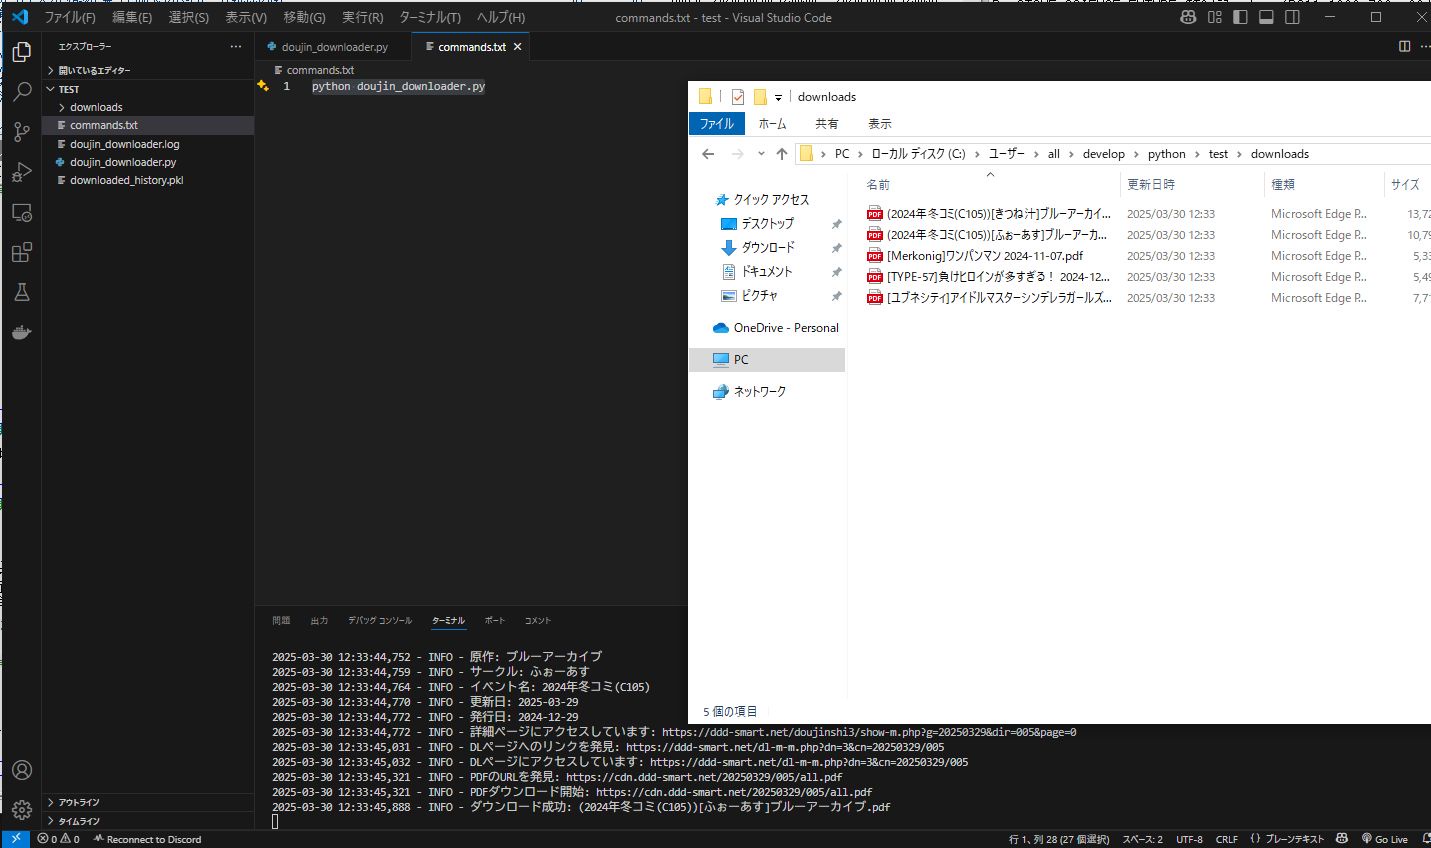 ファイル(F) 編集(E) 選択(S) 表示(V) 移動(G) 実行(R) ターミナル(T) ヘルプ(H) commands.txt - test - Visual Studio Code
エクスプローラー
開いているエディター
TEST
downloads
commands.txt
doujin_downloader.log
doujin_downloader.py
downloaded_history.pkl
アウトライン
タイムライン
doujin_downloader.py commands.txt
commands.txt
1 python doujin_downloader.py
downloads
ファイル ホーム 共有 表示
PC ローカル ディスク (C:) ユーザー all develop python test downloads
クイック アクセス
デスクトップ
ダウンロード
ドキュメント
ピクチャ
OneDrive - Personal
PC
ネットワーク
名前 更新日時 種類 サイズ
(2024年冬コミ(C105))[きつね汁]ブルーアーカイ... 2025/03/30 12:33 Microsoft Edge P... 13,72
(2024年冬コミ(C105))[ふぉーあす]ブルーアーカ... 2025/03/30 12:33 Microsoft Edge P... 10,79
[Merkonig]ワンパンマン 2024-11-07.pdf 2025/03/30 12:33 Microsoft Edge P... 5,33
[TYPE-57]負けヒロインが多すぎる! 2024-12... 2025/03/30 12:33 Microsoft Edge P... 5,49
[ユブネシティ]アイドルマスターシンデレラガールズ... 2025/03/30 12:33 Microsoft Edge P... 7,71
5 個の項目
問題 出力 デバッグ コンソール ターミナル ポート コメント
2025-03-30 12:33:44,752 - INFO - 原作: ブルーアーカイブ
2025-03-30 12:33:44,759 - INFO - サークル: ふぉーあす
2025-03-30 12:33:44,764 - INFO - イベント名: 2024年冬コミ(C105)
2025-03-30 12:33:44,770 - INFO - 更新日: 2025-03-29
2025-03-30 12:33:44,772 - INFO - 発行日: 2024-12-29
2025-03-30 12:33:44,772 - INFO - 詳細ページにアクセスしています: https://ddd-smart.net/doujinshi3/show-m.php?g=20250329&dir=005&page=0
2025-03-30 12:33:45,031 - INFO - DLページへのリンクを発見: https://ddd-smart.net/dl-m-m.php?dn=3&cn=20250329/005
2025-03-30 12:33:45,032 - INFO - DLページにアクセスしています: https://ddd-smart.net/dl-m-m.php?dn=3&cn=20250329/005
2025-03-30 12:33:45,321 - INFO - PDFのURLを発見: https://cdn.ddd-smart.net/20250329/005/all.pdf
2025-03-30 12:33:45,321 - INFO - PDFダウンロード開始: https://cdn.ddd-smart.net/20250329/005/all.pdf
2025-03-30 12:33:45,888 - INFO - ダウンロード成功: (2024年冬コミ(C105))[ふぉーあす]ブルーアーカイブ.pdf
0 0 Reconnect to Discord 行 1、列 28 (27 個選択) スペース: 2 UTF-8 CRLF {} プレーンテキスト Go Live